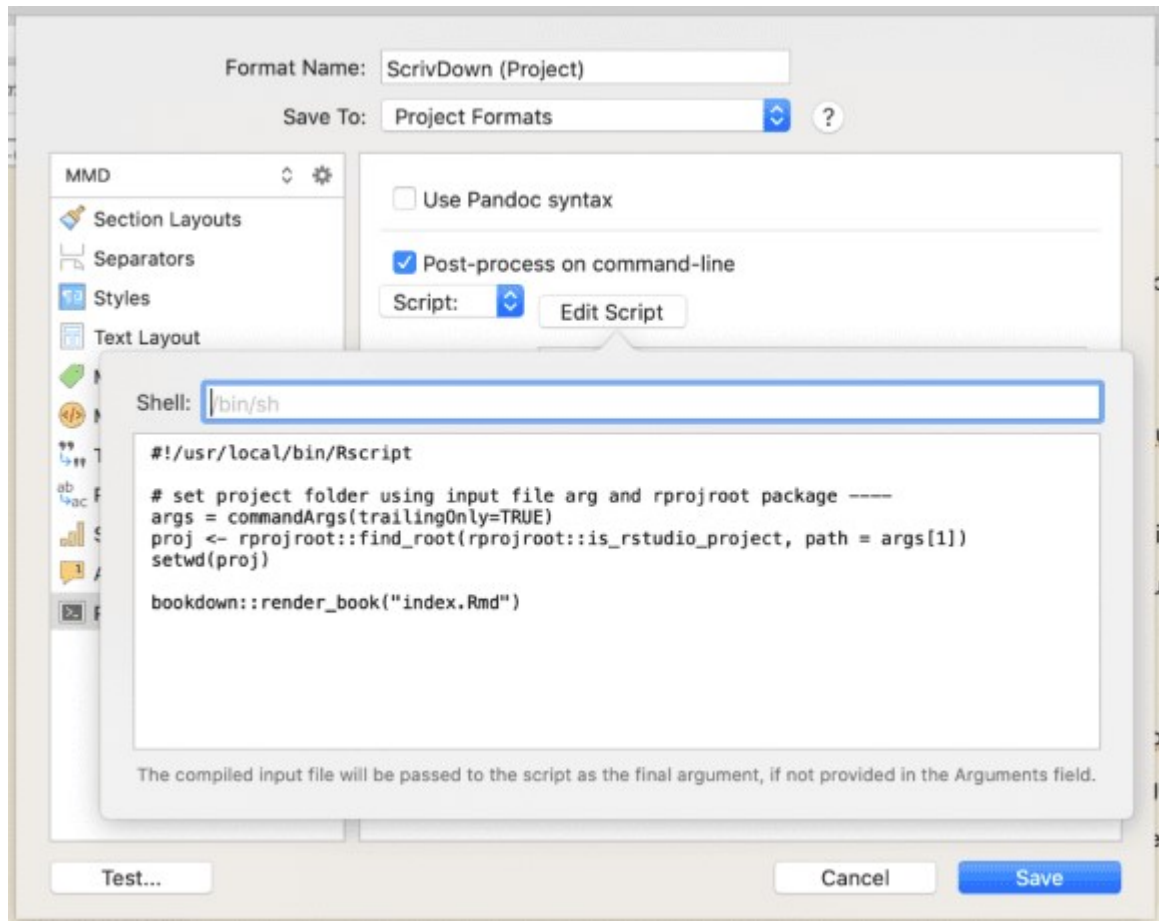 Format Name: ScrivDown (Project)
Save To: Project Formats ?
MMD
Section Layouts
Separators
Styles
Text Layout
Use Pandoc syntax
Post-process on command-line
Script: Edit Script
Shell: /bin/sh
#!/usr/local/bin/Rscript
# set project folder using input file arg and rprojroot package ----
args = commandArgs(trailingOnly=TRUE)
proj <- rprojroot::find_root(rprojroot::is_rstudio_project, path = args[1])
setwd(proj)
bookdown::render_book("index.Rmd")
The compiled input file will be passed to the script as the final argument, if not provided in the Arguments field.
Test...
Cancel
Save